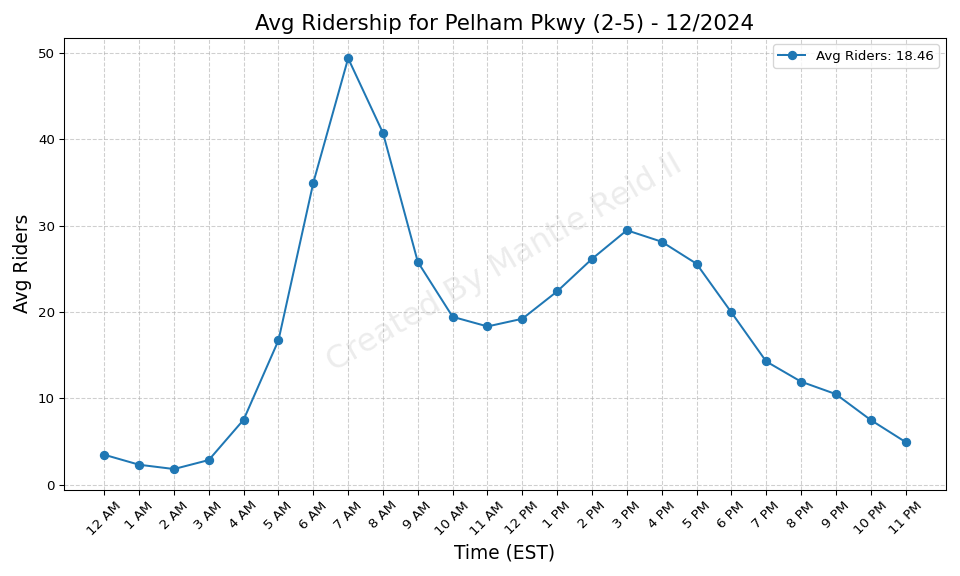 Avg Ridership for Pelham Pkwy (2-5) - 12/2024
Avg Riders: 18.46
50
40
30
20
10
0
Avg Riders
Created By Mantie Reid II
12 AM 1 AM 2 AM 3 AM 4 AM 5 AM 6 AM 7 AM 8 AM 9 AM 10 AM 11 AM 12 PM 1 PM 2 PM 3 PM 4 PM 5 PM 6 PM 7 PM 8 PM 9 PM 10 PM 11 PM
Time (EST)